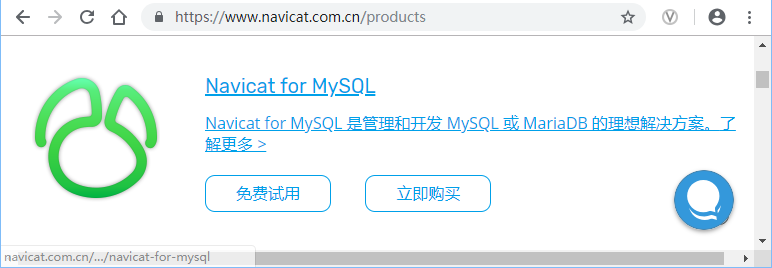 https://www.navicat.com.cn/products
Navicat for MySQL
Navicat for MySQL 是管理和开发 MySQL 或 MariaDB 的理想解决方案。了
解更多 >
免费试用
立即购买
navicat.com.cn/.../navicat-for-mysql